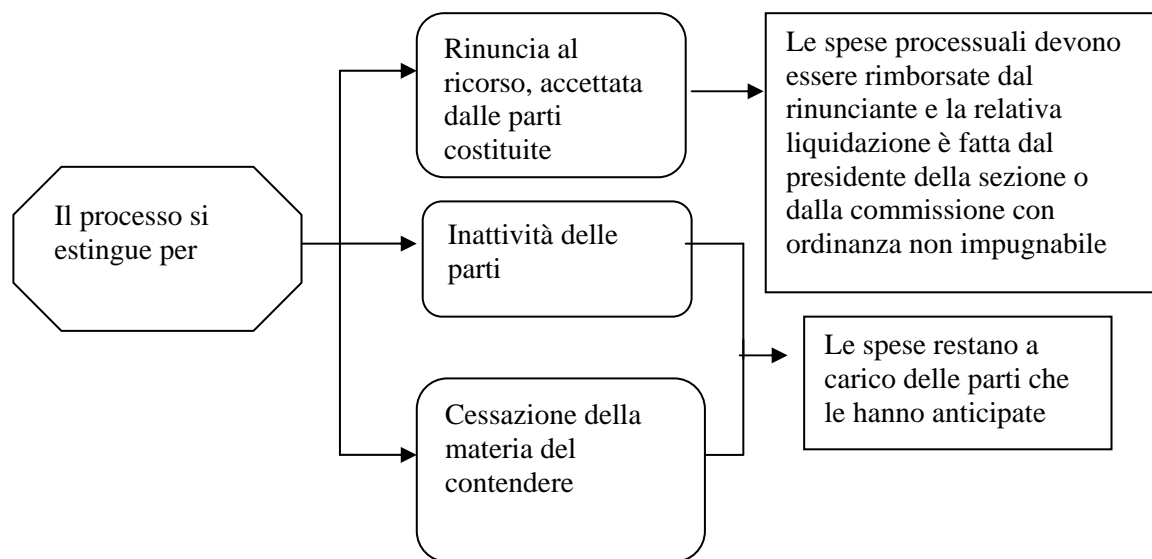 Il processo si
estingue per
Rinuncia al
ricorso, accettata
dalle parti
costituite
Le spese processuali devono
essere rimborsate dal
rinunciante e la relativa
liquidazione è fatta dal
presidente della sezione o
dalla commissione con
ordinanza non impugnabile
Inattività delle
parti
Cessazione della
materia del
contendere
Le spese restano a
carico delle parti che
le hanno anticipate